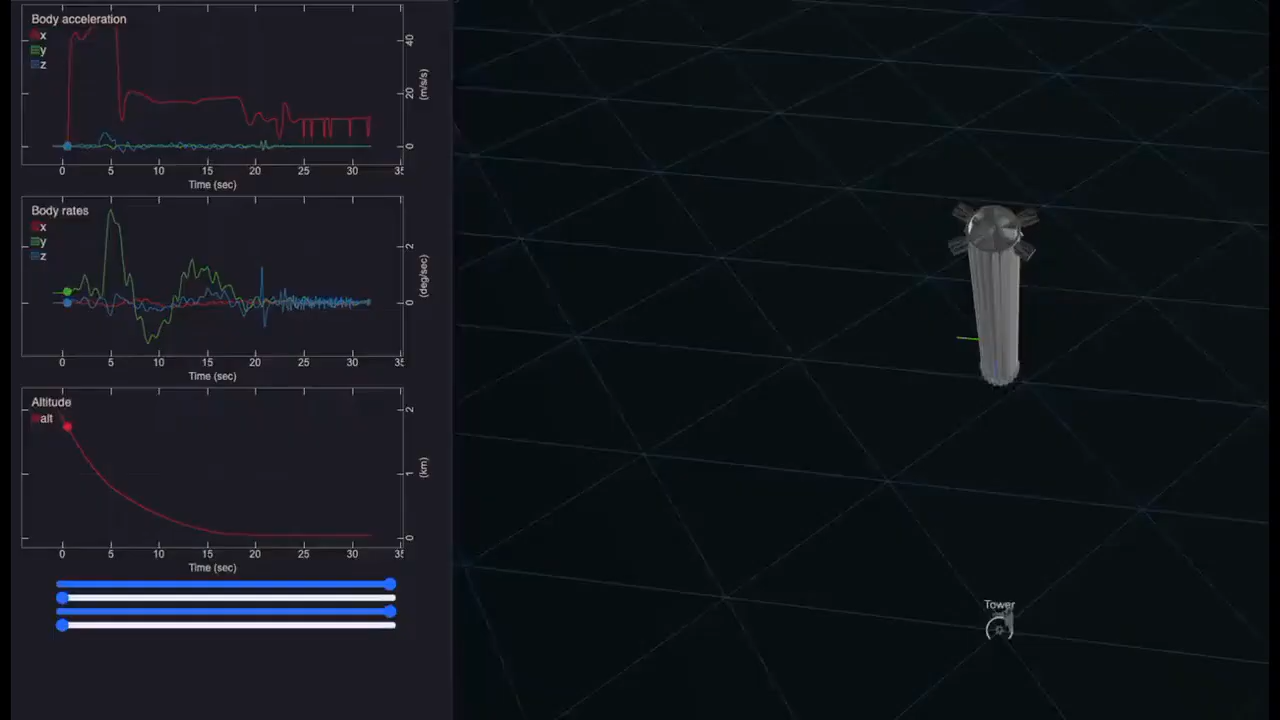 Body acceleration
x
y
z
40
20
0
(m/s/s)
0 5 10 15 20 25 30 35
Time (sec)
Body rates
x
y
z
2
0
(deg/sec)
0 5 10 15 20 25 30 35
Time (sec)
Altitude
alt
2
1
0
(km)
0 5 10 15 20 25 30 35
Time (sec)
Tower